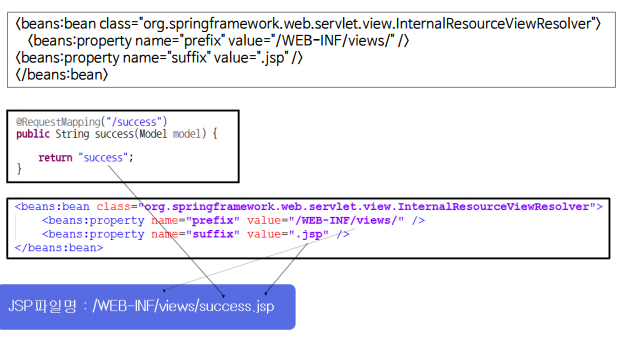 <beans:bean class="org.springframework.web.servlet.view.InternalResourceViewResolver">
<beans:property name="prefix" value="/WEB-INF/views/" />
<beans:property name="suffix" value=".jsp" />
</beans:bean>
@RequestMapping("/success")
public String success(Model model) {
return "success";
}
<beans:bean class="org.springframework.web.servlet.view.InternalResourceViewResolver">
<beans:property name="prefix" value="/WEB-INF/views/" />
<beans:property name="suffix" value=".jsp" />
</beans:bean>
JSP파일명 : /WEB-INF/views/success.jsp